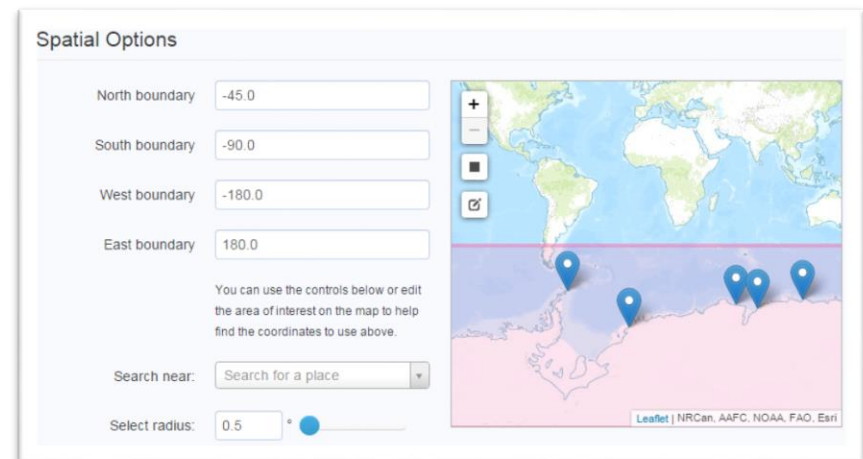 Spatial Options
North boundary -45.0
South boundary -90.0
West boundary -180.0
East boundary 180.0
You can use the controls below or edit
the area of interest on the map to help
find the coordinates to use above.
Search near: Search for a place
Select radius: 0.5 °
+
−
Leaflet | NRCan, AAFC, NOAA, FAO, Esri